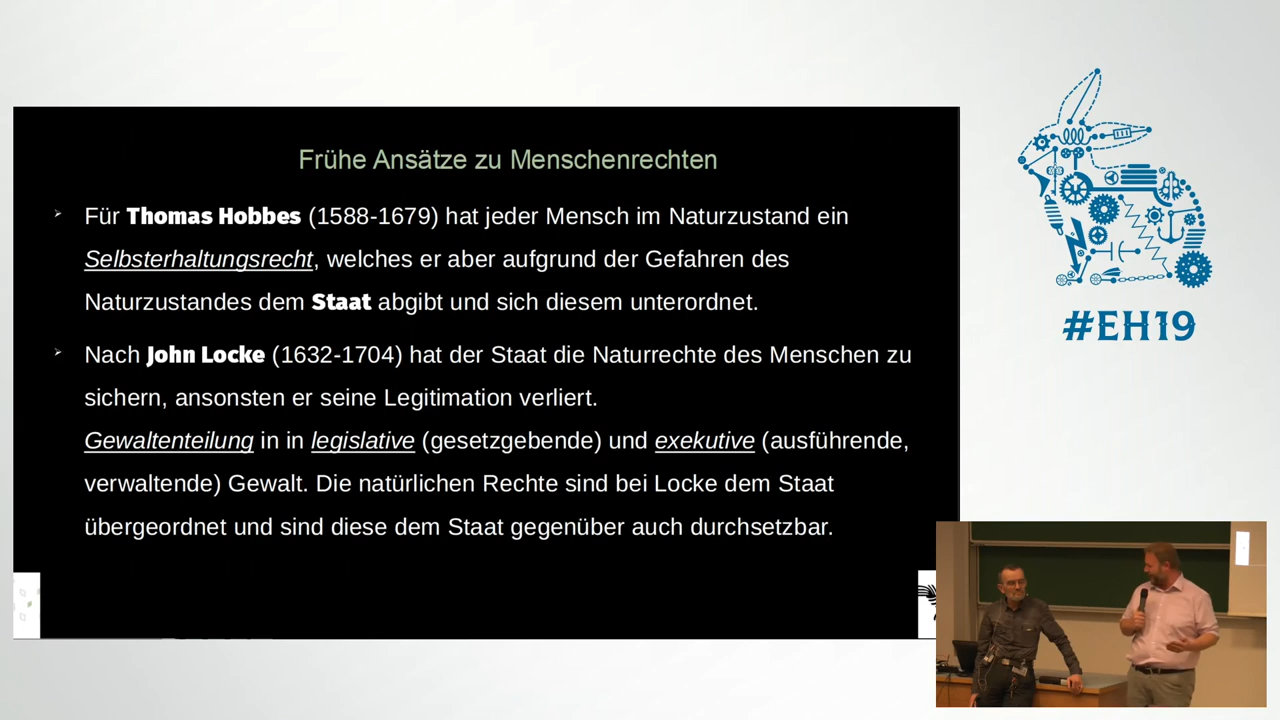 Frühe Ansätze zu Menschenrechten
Für Thomas Hobbes (1588-1679) hat jeder Mensch im Naturzustand ein
Selbsterhaltungsrecht, welches er aber aufgrund der Gefahren des
Naturzustandes dem Staat abgibt und sich diesem unterordnet.
Nach John Locke (1632-1704) hat der Staat die Naturrechte des Menschen zu
sichern, ansonsten er seine Legitimation verliert.
Gewaltenteilung in in legislative (gesetzgebende) und exekutive (ausführende,
verwaltende) Gewalt. Die natürlichen Rechte sind bei Locke dem Staat
übergeordnet und sind diese dem Staat gegenüber auch durchsetzbar.
#EH19